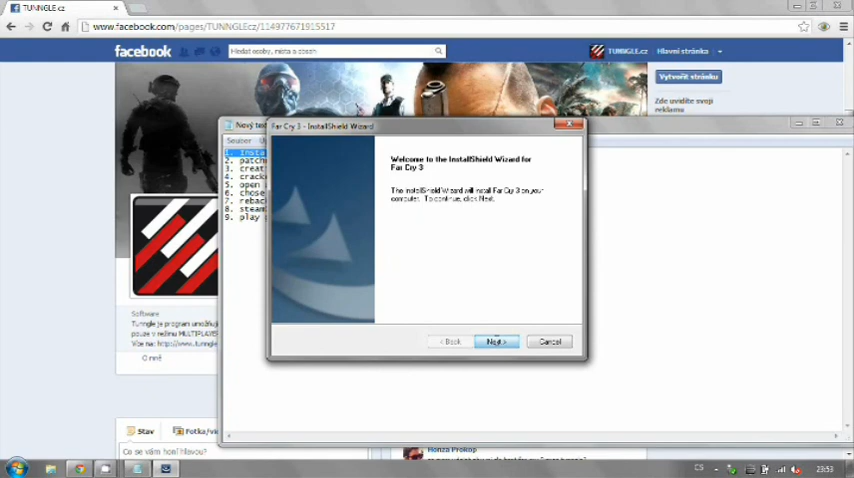 TUNNGLE.cz
www.facebook.com/pages/TUNNGLEcz/114977671915517
facebook
Hledat osoby, místa a obsah
TUNNGLE.cz
Hlavní stránka
Vytvořit stránku
Zde uvidíte svoji
reklamu
Nový text
Soubor
Far Cry 3 - InstallShield Wizard
1. Insta
2. patch
3. creat
4. crack
5. open
6. chose
7. reback
8. steam
9. play
Welcome to the InstallShield Wizard for
Far Cry 3
The InstallShield Wizard will install Far Cry 3 on your
computer. To continue, click Next.
< Back
Next >
Cancel
Software
Tunngle je program umožňu
pouze v režimu MULTIPLAYER
Více na: http://www.tunngle
O mně
Stav
Fotka/vi
Co se vám honí hlavou?
Honza Prokop
CS
23:53